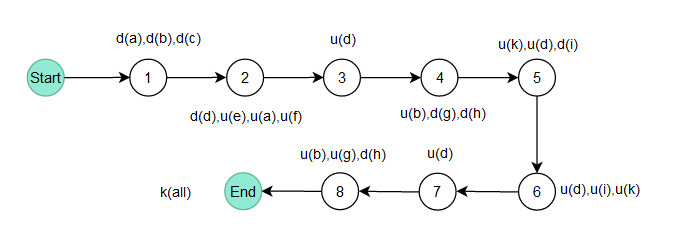 d(a),d(b),d(c)
u(d)
u(k),u(d),d(i)
Start
1
2
3
4
5
d(d),u(e),u(a),u(f)
u(b),d(g),d(h)
u(b),u(g),d(h)
u(d)
k(all)
End
8
7
6
u(d),u(i),u(k)